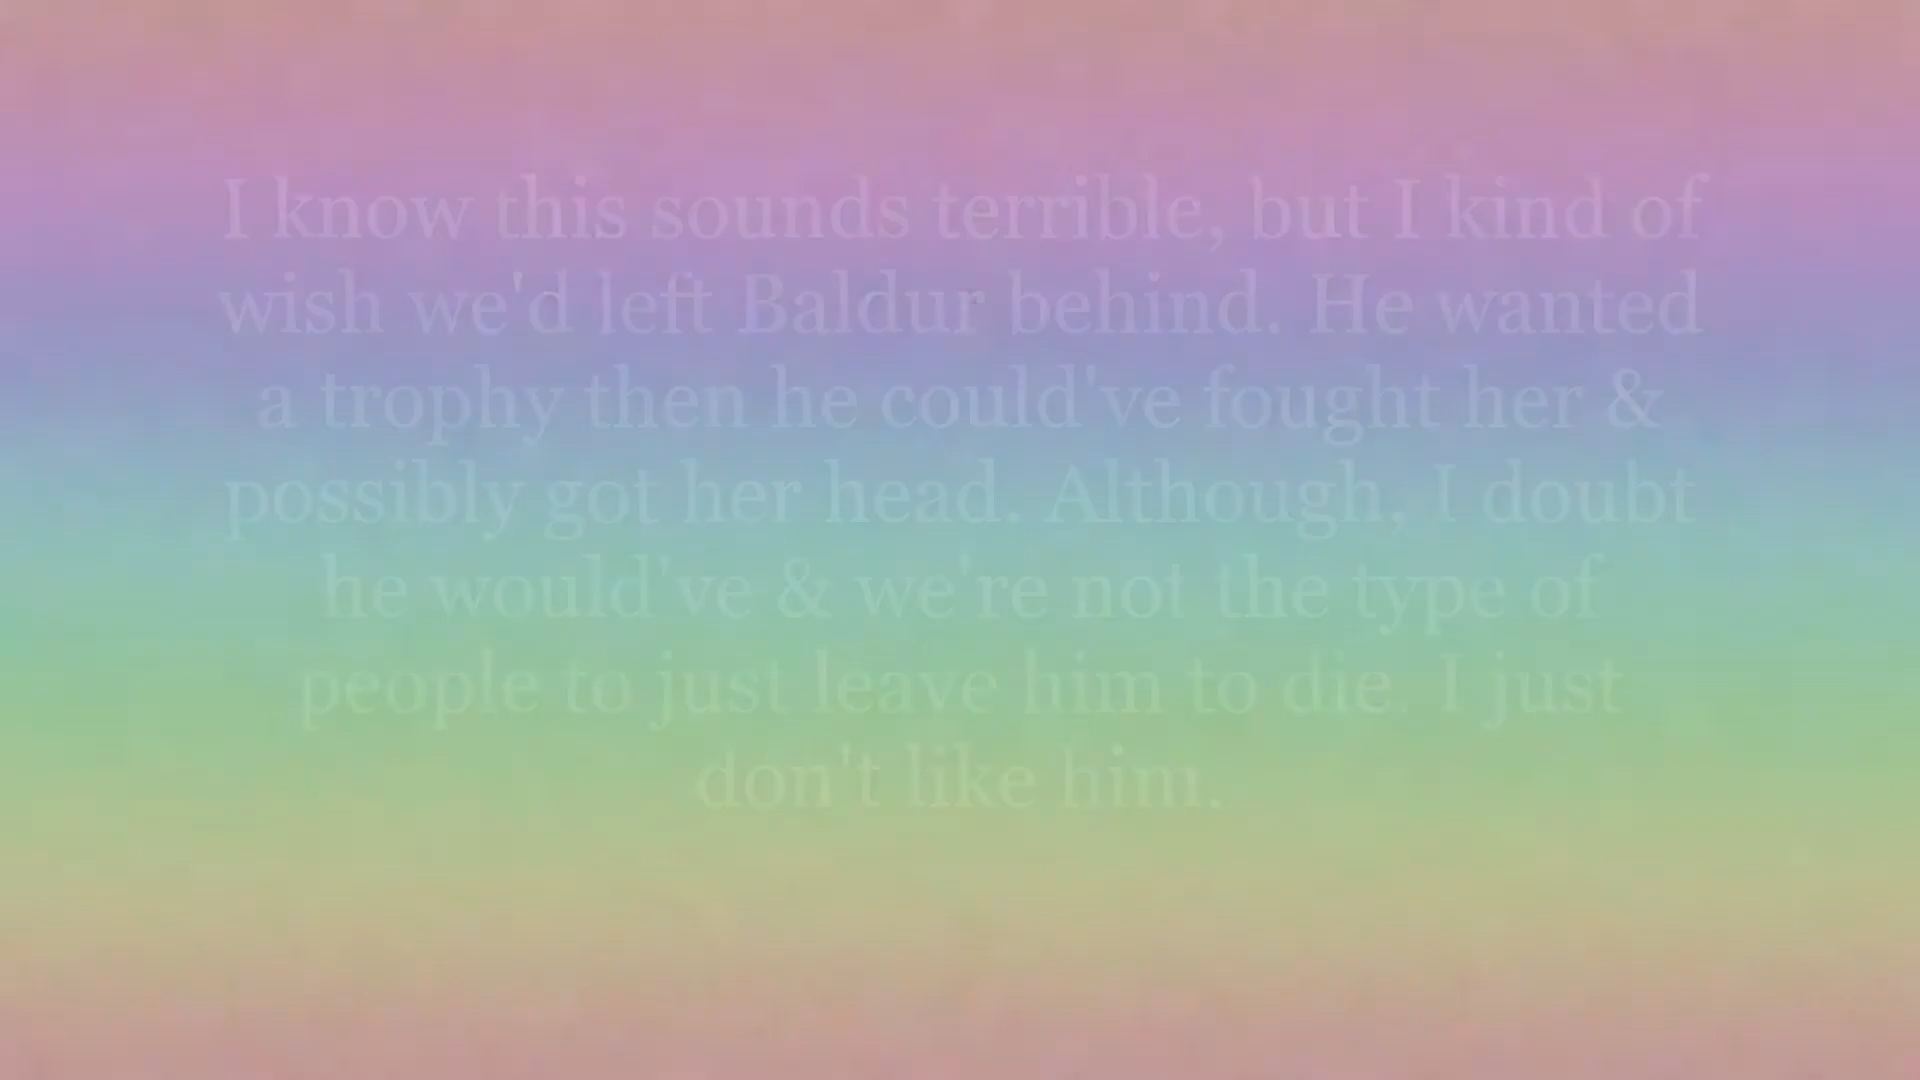 I know this sounds terrible, but I kind of
wish we'd left Baldur behind. He wanted
a trophy then he could've fought her &
possibly got her head. Although, I doubt
he would've & we're not the type of
people to just leave him to die. I just
don't like him.